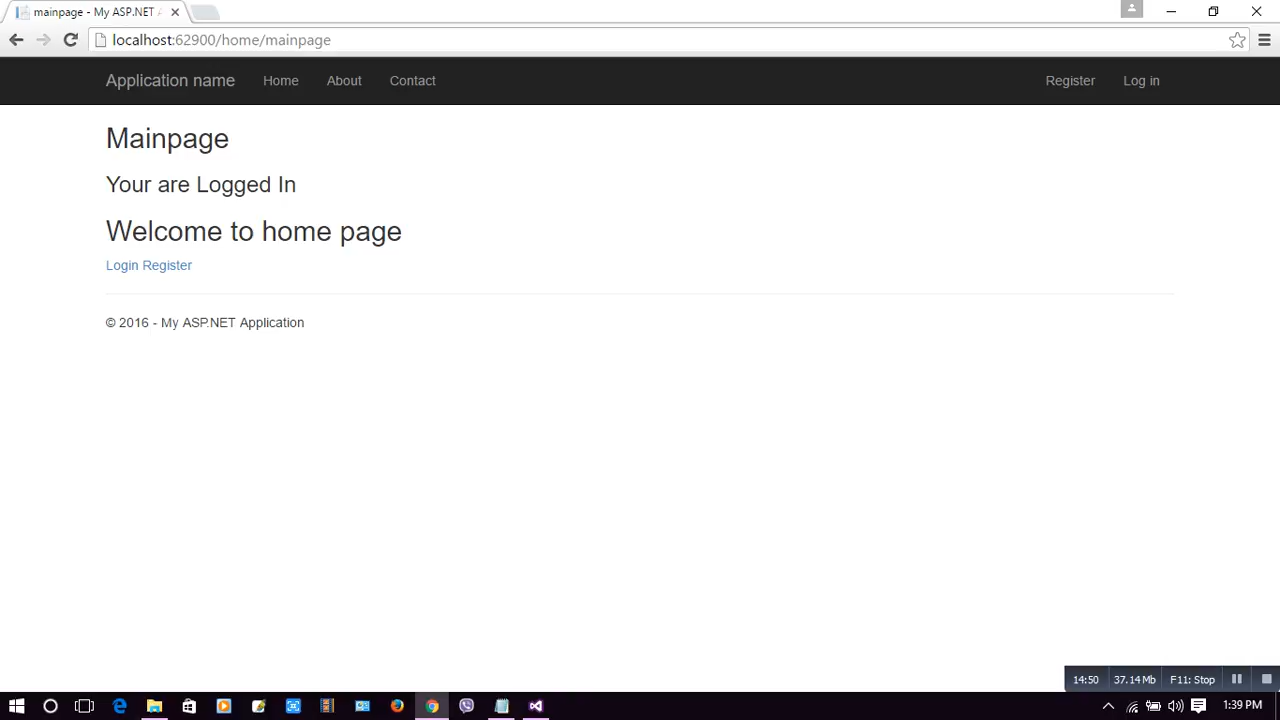 mainpage - My ASP.NET A
localhost:62900/home/mainpage
Application name Home About Contact Register Log in
Mainpage
Your are Logged In
Welcome to home page
Login Register
© 2016 - My ASP.NET Application
14:50 37.14 Mb F11: Stop
1:39 PM